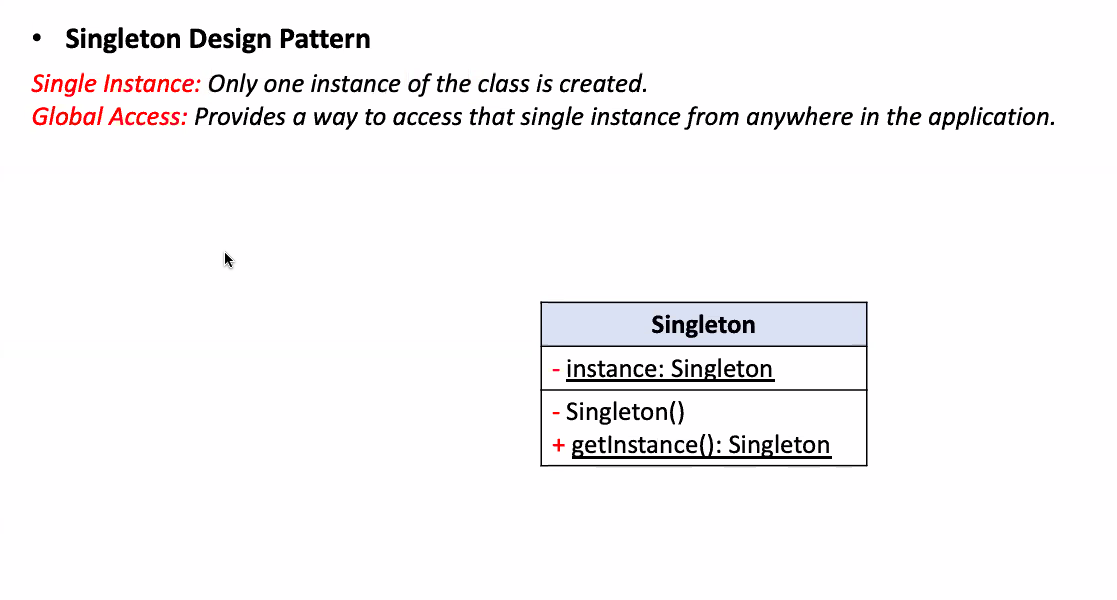 • Singleton Design Pattern
Single Instance: Only one instance of the class is created.
Global Access: Provides a way to access that single instance from anywhere in the application.
Singleton
- instance: Singleton
- Singleton()
+ getInstance(): Singleton